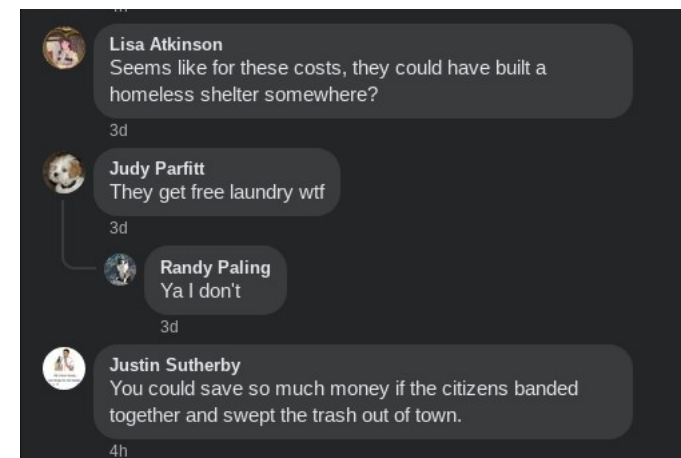 Lisa Atkinson
Seems like for these costs, they could have built a
homeless shelter somewhere?
3d
Judy Parfitt
They get free laundry wtf
3d
Randy Paling
Ya I don't
3d
Justin Sutherby
You could save so much money if the citizens banded
together and swept the trash out of town.
4h